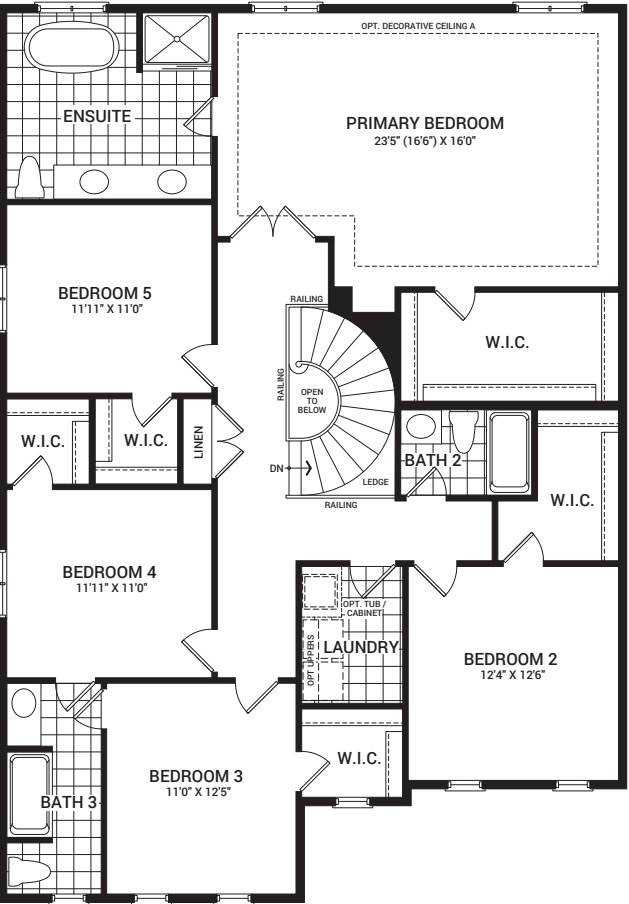 OPT. DECORATIVE CEILING A
ENSUITE
PRIMARY BEDROOM
23'5" (16'6") X 16'0"
BEDROOM 5
11'11" X 11'0"
RAILING
W.I.C.
RAILING
OPEN
TO
BELOW
W.I.C.
W.I.C.
LINEN
BATH 2
DN
LEDGE
RAILING
W.I.C.
BEDROOM 4
11'11" X 11'0"
OPT. TUB /
CABINET
OPT UPPERS
LAUNDRY
BEDROOM 2
12'4" X 12'6"
BEDROOM 3
11'0" X 12'5"
W.I.C.
BATH 3